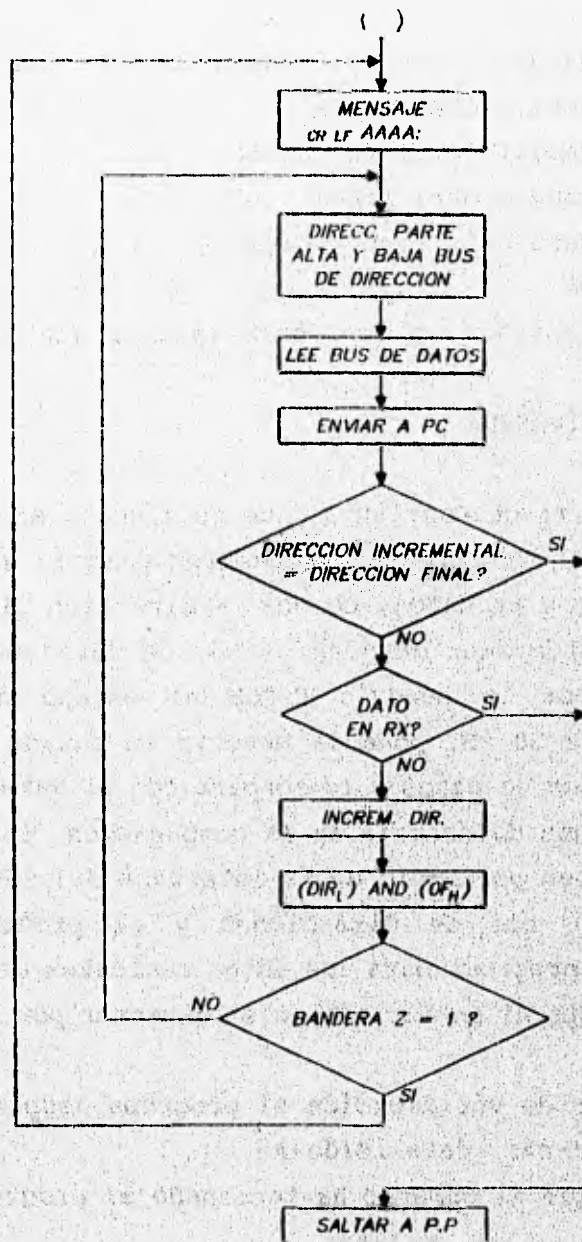 ( )
MENSAJE
CR LF AAAA:
DIRECC. PARTE
ALTA Y BAJA BUS
DE DIRECCION
LEE BUS DE DATOS
ENVIAR A PC
DIRECCION INCREMENTAL
= DIRECCION FINAL?
SI
NO
DATO
EN RX?
SI
NO
INCREM. DIR.
(DIR_L) AND (OF_H)
NO
BANDERA Z = 1 ?
SI
SALTAR A P.P